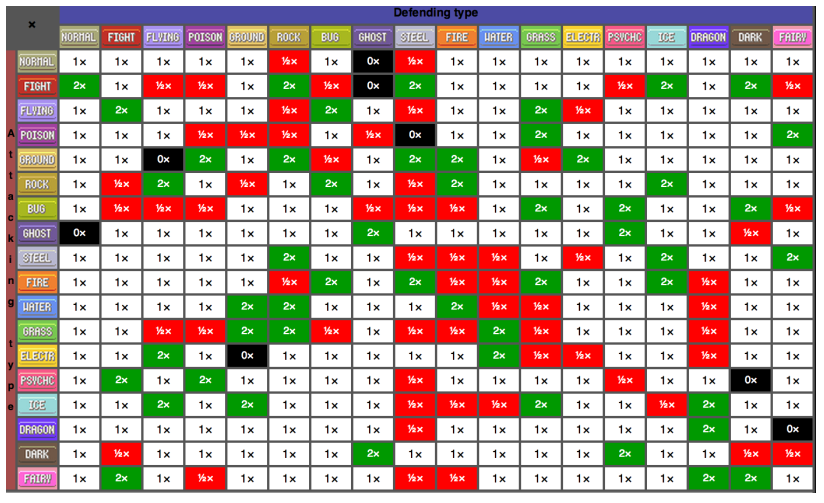 Defending type
×
NORMAL FIGHT FLYING POISON GROUND ROCK BUG GHOST STEEL FIRE WATER GRASS ELECTR PSYCHC ICE DRAGON DARK FAIRY
Attacking type
NORMAL 1× 1× 1× 1× 1× ½× 1× 0× ½× 1× 1× 1× 1× 1× 1× 1× 1× 1×
FIGHT 2× 1× ½× ½× 1× 2× ½× 0× 2× 1× 1× 1× 1× ½× 2× 1× 2× ½×
FLYING 1× 2× 1× 1× 1× ½× 2× 1× ½× 1× 1× 2× ½× 1× 1× 1× 1× 1×
POISON 1× 1× 1× ½× ½× ½× 1× ½× 0× 1× 1× 2× 1× 1× 1× 1× 1× 2×
GROUND 1× 1× 0× 2× 1× 2× ½× 1× 2× 2× 1× ½× 2× 1× 1× 1× 1× 1×
ROCK 1× ½× 2× 1× ½× 1× 2× 1× ½× 2× 1× 1× 1× 1× 2× 1× 1× 1×
BUG 1× ½× ½× ½× 1× 1× 1× ½× ½× ½× 1× 2× 1× 2× 1× 1× 2× ½×
GHOST 0× 1× 1× 1× 1× 1× 1× 2× 1× 1× 1× 1× 1× 2× 1× 1× ½× 1×
STEEL 1× 1× 1× 1× 1× 2× 1× 1× ½× ½× ½× 1× ½× 1× 2× 1× 1× 2×
FIRE 1× 1× 1× 1× 1× ½× 2× 1× 2× ½× ½× 2× 1× 1× 2× ½× 1× 1×
WATER 1× 1× 1× 1× 2× 2× 1× 1× 1× 2× ½× ½× 1× 1× 1× ½× 1× 1×
GRASS 1× 1× ½× ½× 2× 2× ½× 1× ½× ½× 2× ½× 1× 1× 1× ½× 1× 1×
ELECTR 1× 1× 2× 1× 0× 1× 1× 1× 1× 1× 2× ½× ½× 1× 1× ½× 1× 1×
PSYCHC 1× 2× 1× 2× 1× 1× 1× 1× ½× 1× 1× 1× 1× ½× 1× 1× 0× 1×
ICE 1× 1× 2× 1× 2× 1× 1× 1× ½× ½× ½× 2× 1× 1× ½× 2× 1× 1×
DRAGON 1× 1× 1× 1× 1× 1× 1× 1× ½× 1× 1× 1× 1× 1× 1× 2× 1× 0×
DARK 1× ½× 1× 1× 1× 1× 1× 2× 1× 1× 1× 1× 1× 2× 1× 1× ½× ½×
FAIRY 1× 2× 1× ½× 1× 1× 1× 1× ½× ½× 1× 1× 1× 1× 1× 2× 2× 1×